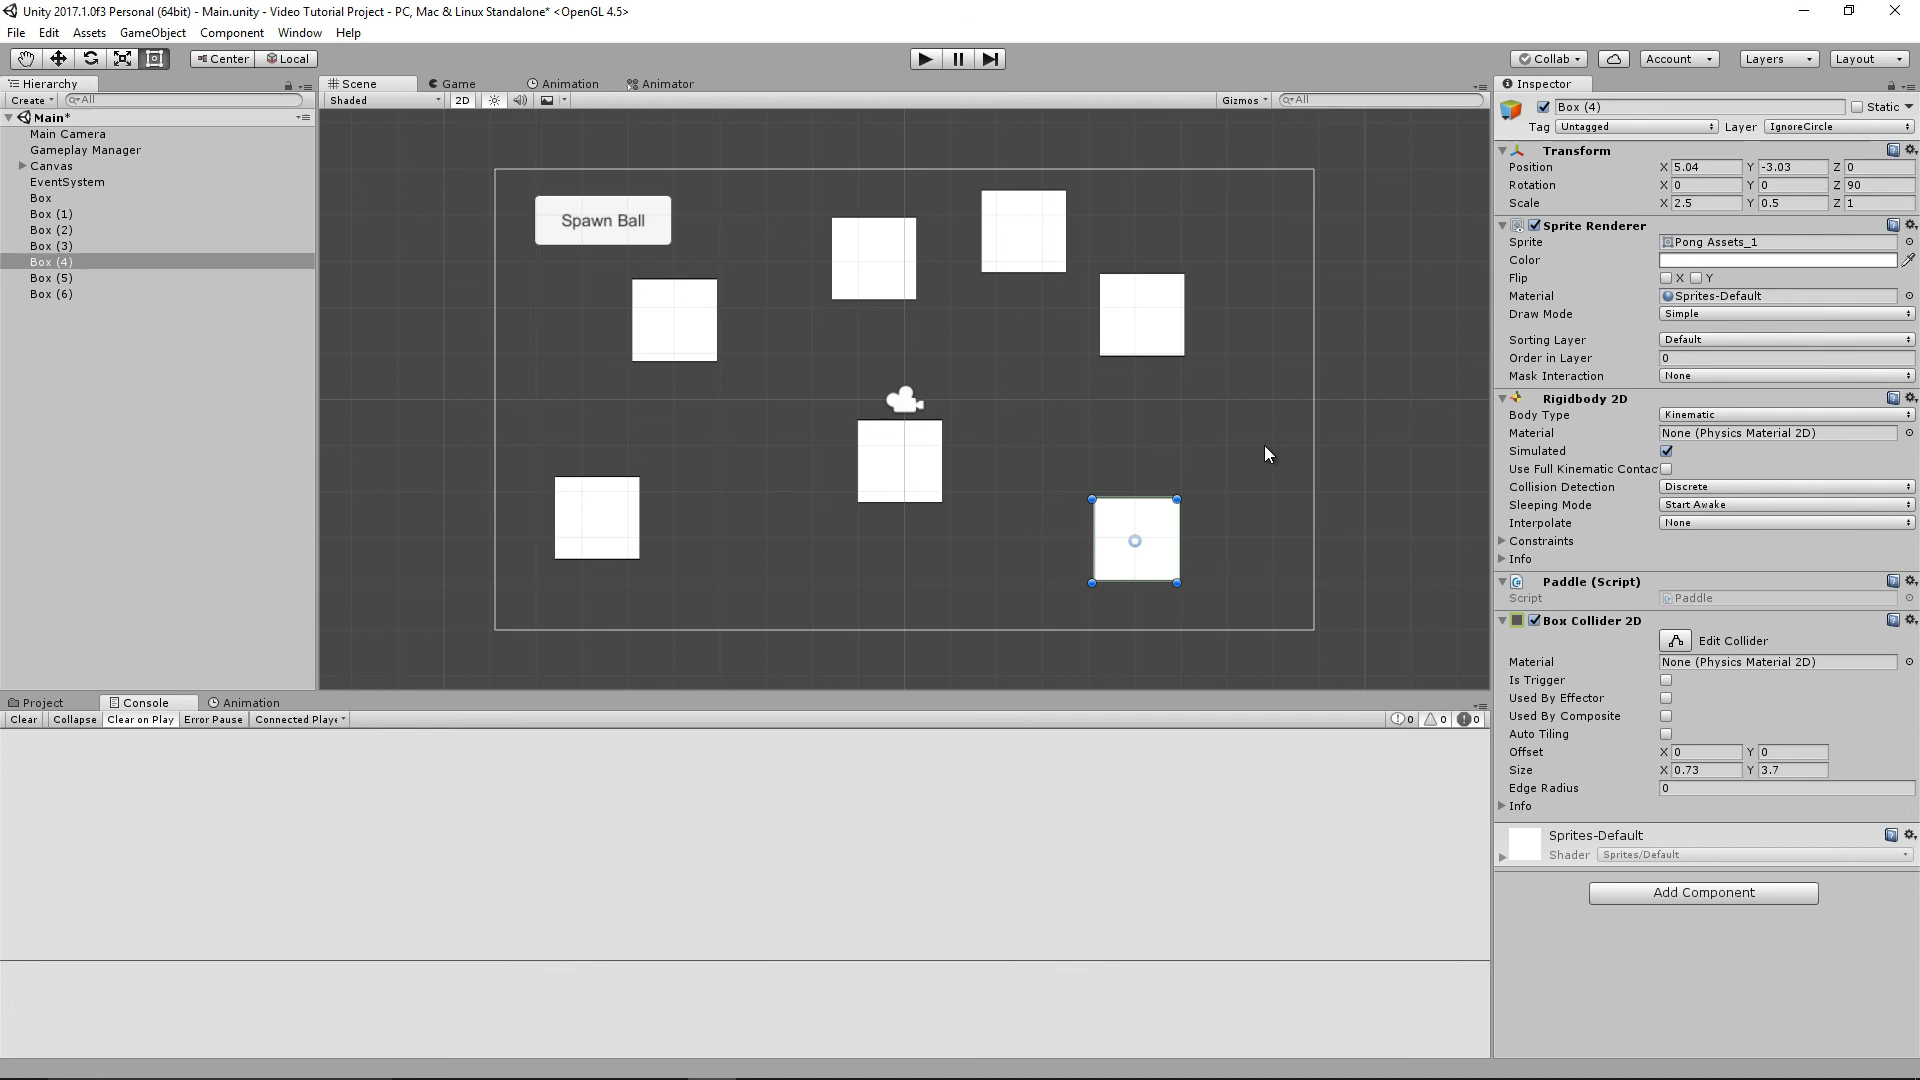 Unity 2017.1.0f3 Personal (64bit) - Main.unity - Video Tutorial Project - PC, Mac & Linux Standalone* <OpenGL 4.5>
File Edit Assets GameObject Component Window Help
Center Local Collab Account Layers Layout
Hierarchy
Create All
Main*
Main Camera
Gameplay Manager
Canvas
EventSystem
Box
Box (1)
Box (2)
Box (3)
Box (4)
Box (5)
Box (6)
Scene Game Animation Animator
Shaded 2D Gizmos All
Spawn Ball
Inspector
Box (4) Static
Tag Untagged Layer IgnoreCircle
Transform
Position X 5.04 Y -3.03 Z 0
Rotation X 0 Y 0 Z 90
Scale X 2.5 Y 0.5 Z 1
Sprite Renderer
Sprite Pong Assets_1
Color
Flip X Y
Material Sprites-Default
Draw Mode Simple
Sorting Layer Default
Order in Layer 0
Mask Interaction None
Rigidbody 2D
Body Type Kinematic
Material None (Physics Material 2D)
Simulated
Use Full Kinematic Contac
Collision Detection Discrete
Sleeping Mode Start Awake
Interpolate None
Constraints
Info
Paddle (Script)
Script Paddle
Box Collider 2D
Edit Collider
Material None (Physics Material 2D)
Is Trigger
Used By Effector
Used By Composite
Auto Tiling
Offset X 0 Y 0
Size X 0.73 Y 3.7
Edge Radius 0
Info
Sprites-Default
Shader Sprites/Default
Add Component
Project Console Animation
Clear Collapse Clear on Play Error Pause Connected Playe 0 0 0